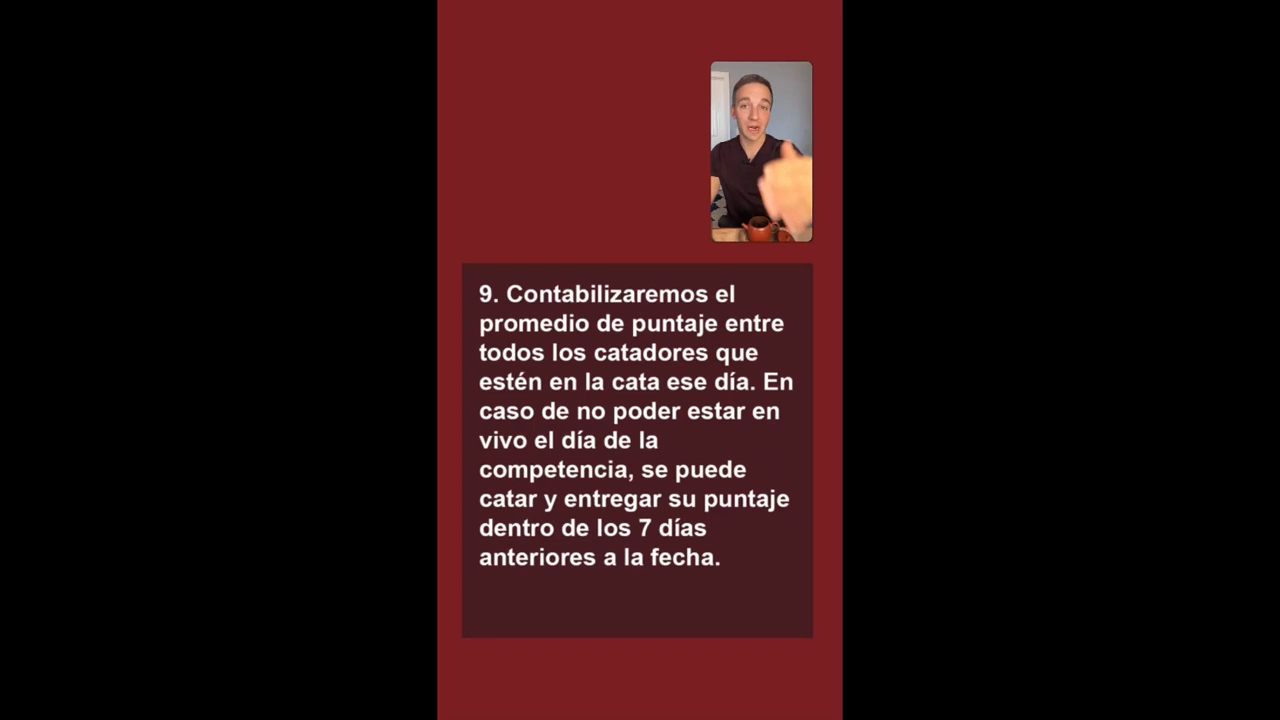 9. Contabilizaremos el
promedio de puntaje entre
todos los catadores que
estén en la cata ese día. En
caso de no poder estar en
vivo el día de la
competencia, se puede
catar y entregar su puntaje
dentro de los 7 días
anteriores a la fecha.